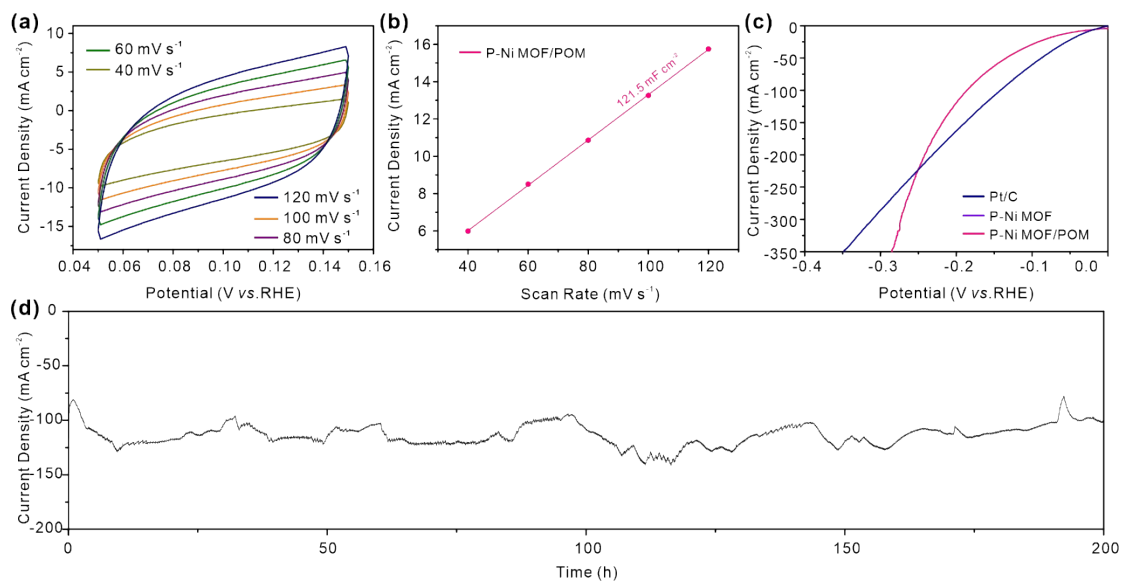 (a)
Current Density (mA cm-2)
10
5
0
-5
-10
-15
60 mV s-1
40 mV s-1
120 mV s-1
100 mV s-1
80 mV s-1
0.04 0.06 0.08 0.10 0.12 0.14 0.16
Potential (V vs.RHE)
(b)
Current Density (mA cm-2)
16
14
12
10
8
6
P-Ni MOF/POM
121.5 mF cm-2
40 60 80 100 120
Scan Rate (mV s-1)
(c)
Current Density (mA cm-2)
0
-50
-100
-150
-200
-250
-300
-350
Pt/C
P-Ni MOF
P-Ni MOF/POM
-0.4 -0.3 -0.2 -0.1 0.0
Potential (V vs.RHE)
(d)
Current Density (mA cm-2)
0
-50
-100
-150
-200
0 50 100 150 200
Time (h)